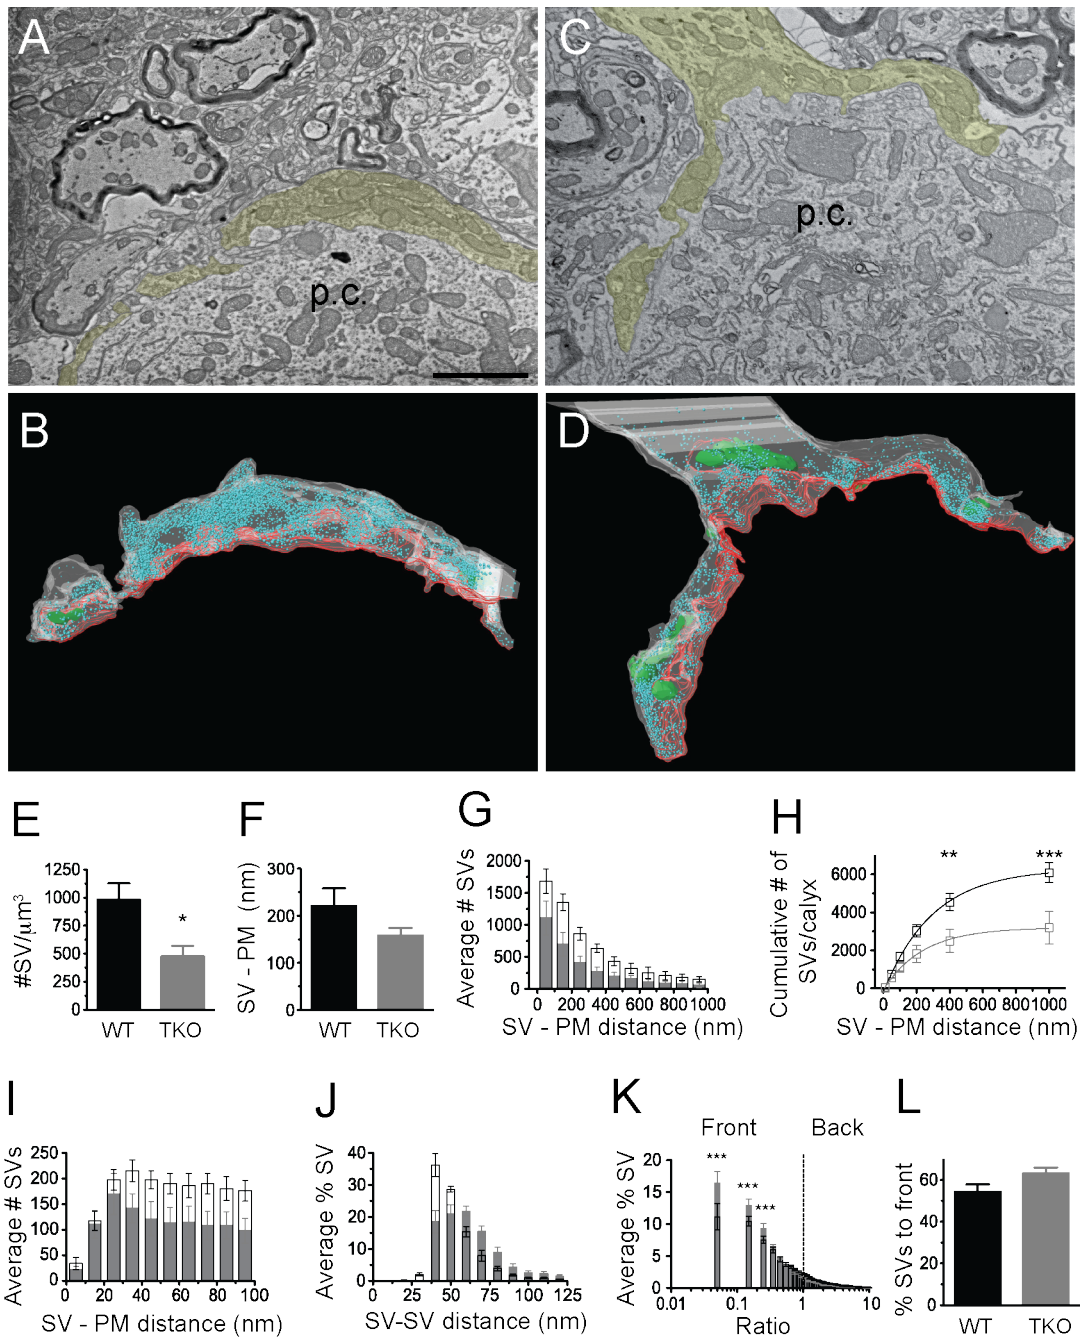 A
p.c.
C
p.c.
B
D
E
#SV/μm³
1250
1000
750
500
250
0
*
WT
TKO
F
SV - PM (nm)
300
200
100
0
WT
TKO
G
Average # SVs
2000
1500
1000
500
0
0 200 400 600 800 1000
SV - PM distance (nm)
H
Cumulative # of
SVs/calyx
6000
4000
2000
0
** ***
0 200 400 600 800 1000
SV - PM distance (nm)
I
Average # SVs
250
200
150
100
50
0
0 20 40 60 80 100
SV - PM distance (nm)
J
Average % SV
40
30
20
10
0
0 25 50 75 100 125
SV-SV distance (nm)
K
Front Back
Average % SV
20
15
10
5
0
***
***
***
0.01 0.1 1 10
Ratio
L
% SVs to front
60
40
20
0
WT TKO